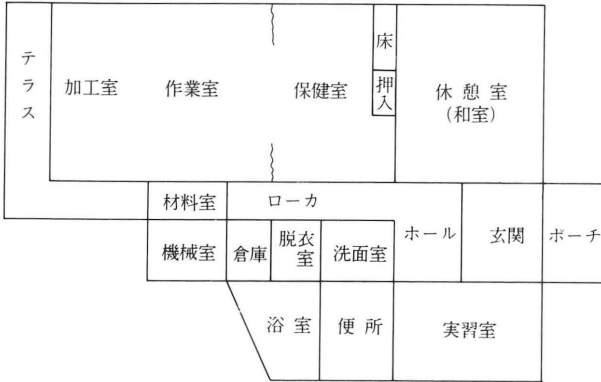 テラス
加工室
作業室
保健室
床
押入
休憩室
(和室)
材料室
ローカ
機械室
倉庫
脱衣
室
洗面室
ホール
玄関
ポーチ
浴室
便所
実習室